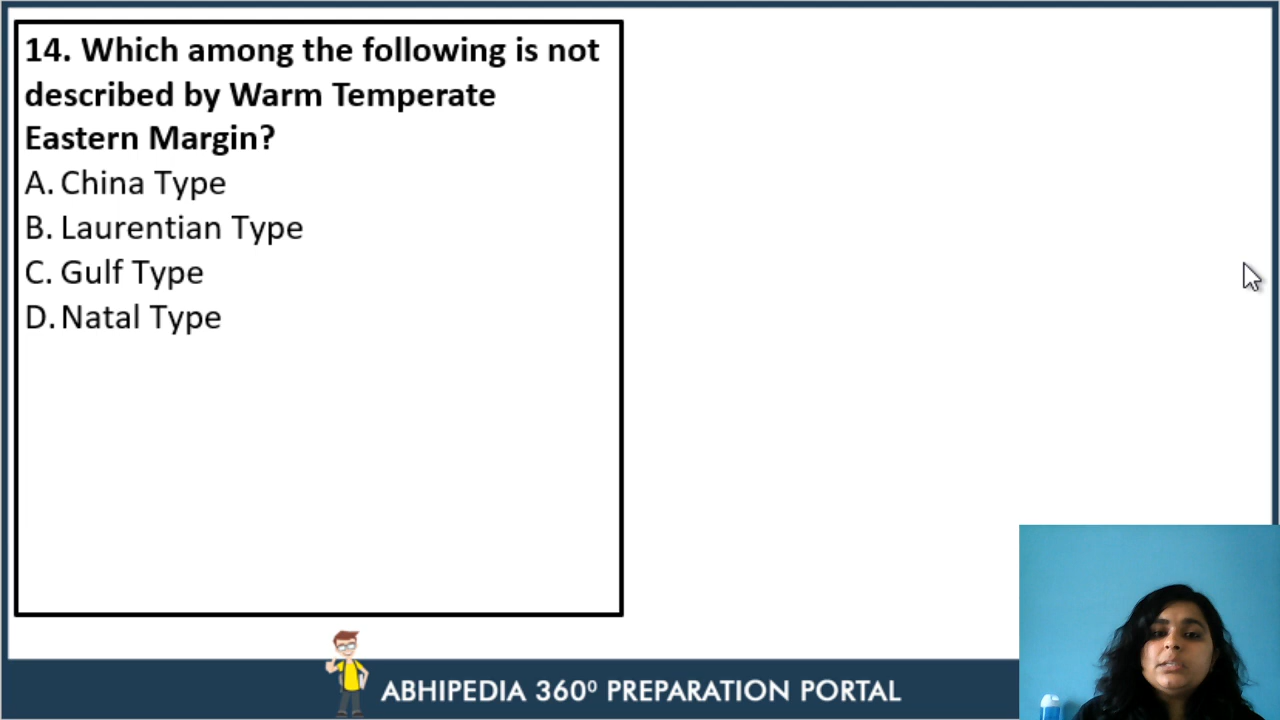 14. Which among the following is not
described by Warm Temperate
Eastern Margin?
A. China Type
B. Laurentian Type
C. Gulf Type
D. Natal Type
ABHIPEDIA 360⁰ PREPARATION PORTAL